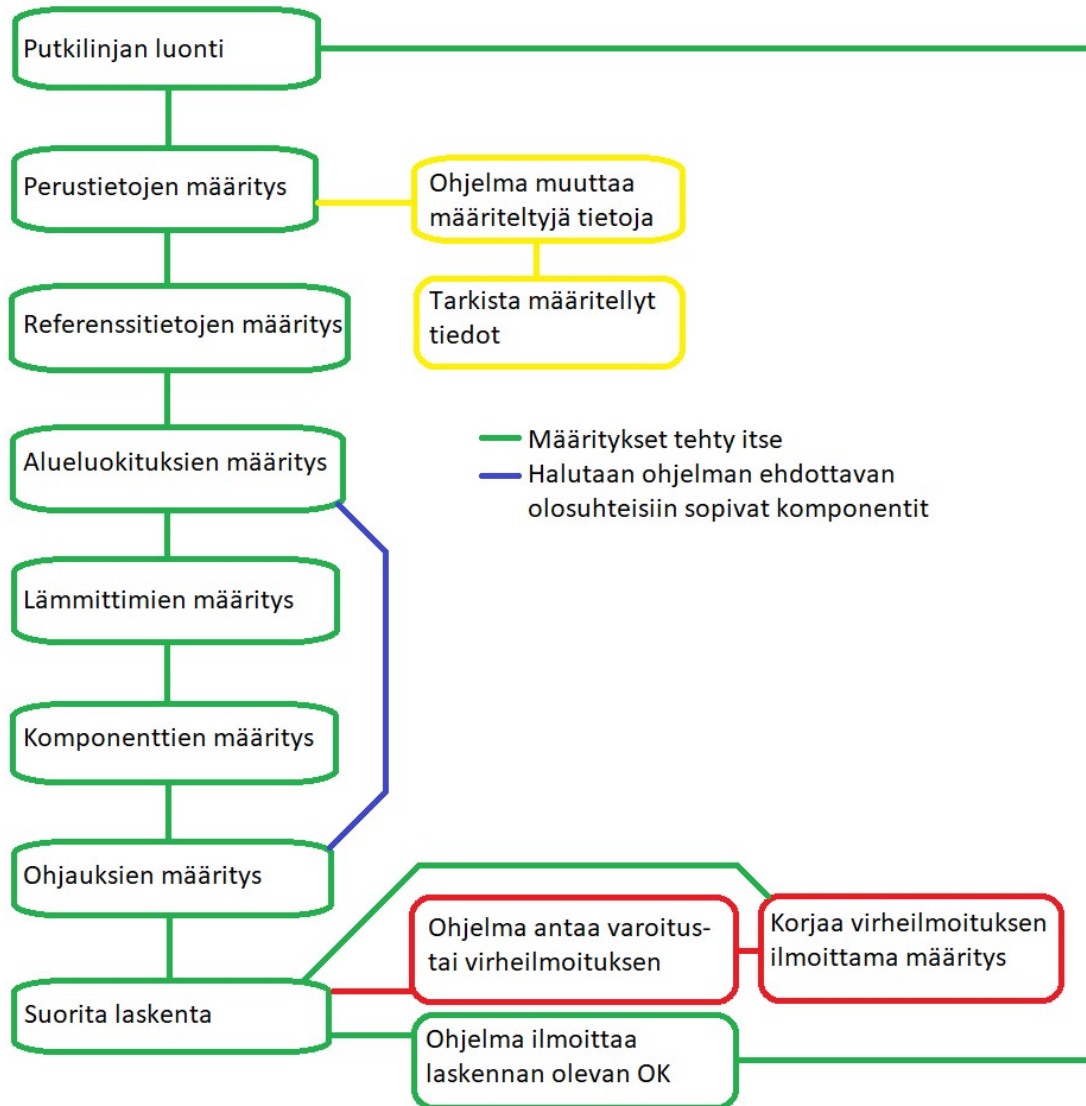 Putkilinjan luonti
Perustietojen määritys
Ohjelma muuttaa
määriteltyjä tietoja
Tarkista määritellyt
tiedot
Referenssitietojen määritys
Alueluokituksien määritys
Määritykset tehty itse
Halutaan ohjelman ehdottavan
olosuhteisiin sopivat komponentit
Lämmittimien määritys
Komponenttien määritys
Ohjauksien määritys
Ohjelma antaa varoitus-
tai virheilmoituksen
Korjaa virheilmoituksen
ilmoittama määritys
Suorita laskenta
Ohjelma ilmoittaa
laskennan olevan OK